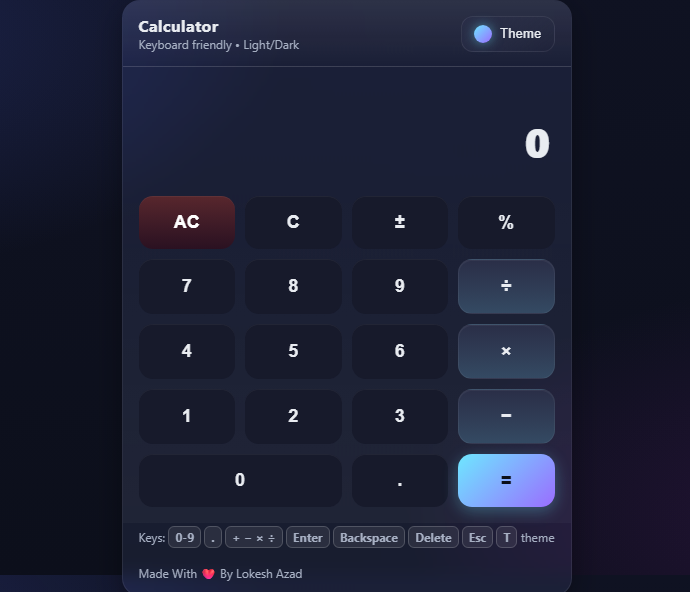 Calculator
Theme
Keyboard friendly • Light/Dark
0
AC C ± %
7 8 9 ÷
4 5 6 ×
1 2 3 −
0 . =
Keys: 0-9 . + − × ÷ Enter Backspace Delete Esc T theme
Made With ❤️ By Lokesh Azad